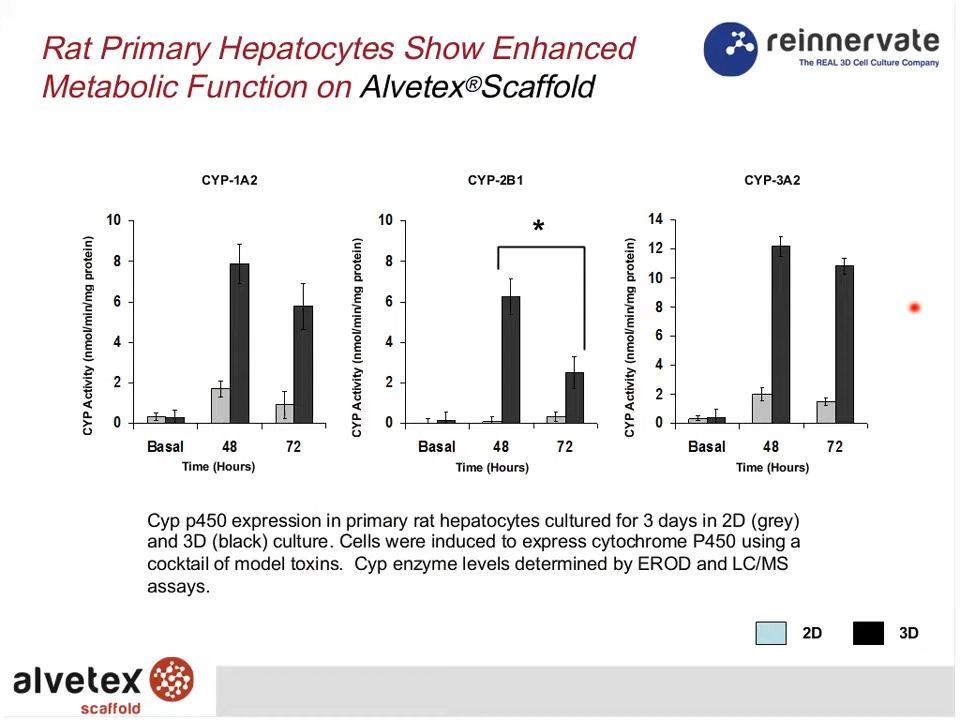 Rat Primary Hepatocytes Show Enhanced
Metabolic Function on Alvetex®Scaffold
reinnervate
The REAL 3D Cell Culture Company
CYP-1A2
CYP Activity (nmol/min/mg protein)
10
8
6
4
2
0
Basal 48 72
Time (Hours)
CYP-2B1
CYP Activity (nmol/min/mg protein)
10
8
6
4
2
0
*
Basal 48 72
Time (Hours)
CYP-3A2
CYP Activity (nmol/min/mg protein)
14
12
10
8
6
4
2
0
Basal 48 72
Time (Hours)
Cyp p450 expression in primary rat hepatocytes cultured for 3 days in 2D (grey)
and 3D (black) culture. Cells were induced to express cytochrome P450 using a
cocktail of model toxins.  Cyp enzyme levels determined by EROD and LC/MS
assays.
2D 3D
alvetex
scaffold